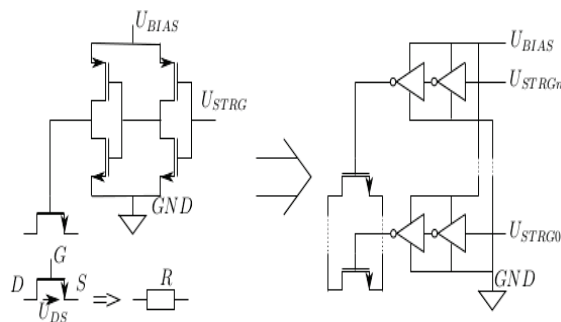 U_BIAS
U_STRG
GND
G
D
S
U_DS
R
U_BIAS
U_STRGn
U_STRG0
GND